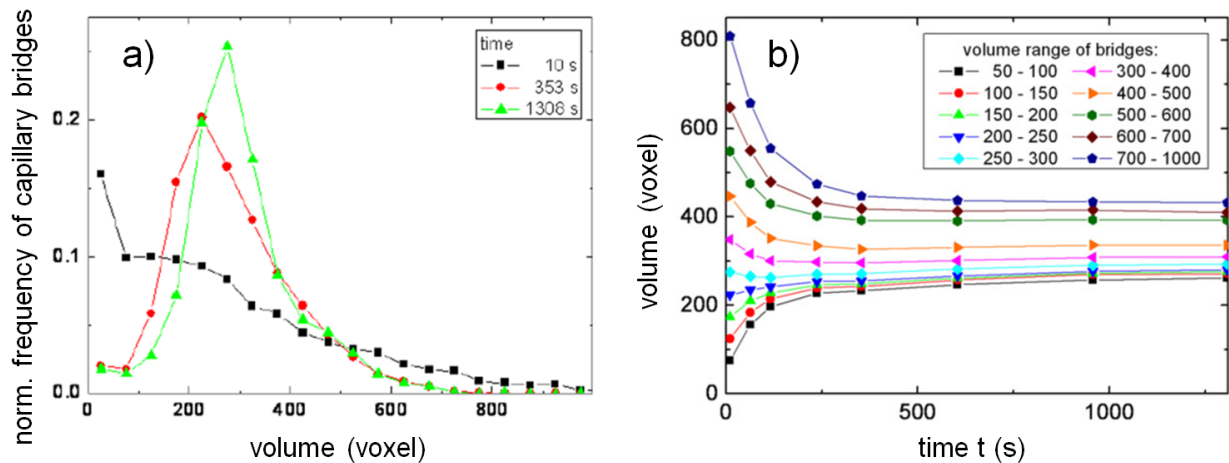 a)
norm. frequency of capillary bridges
0.2
0.1
0.0
0 200 400 600 800
volume (voxel)
time
10 s
353 s
1308 s
b)
volume (voxel)
800
600
400
200
0
0 500 1000
time t (s)
volume range of bridges:
50 - 100 300 - 400
100 - 150 400 - 500
150 - 200 500 - 600
200 - 250 600 - 700
250 - 300 700 - 1000